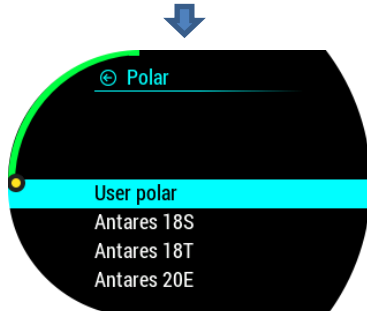 Polar
User polar
Antares 18S
Antares 18T
Antares 20E